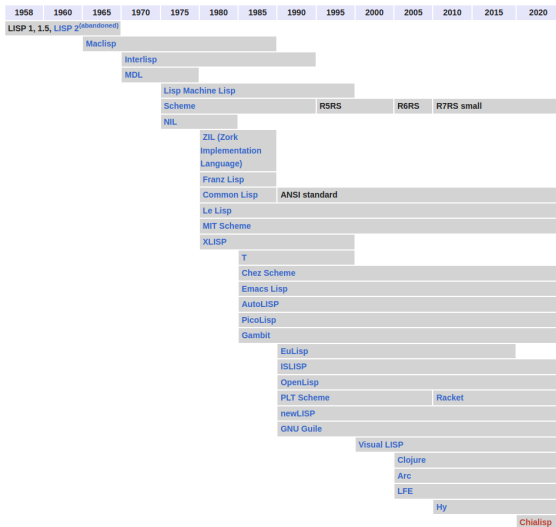 1958 1960 1965 1970 1975 1980 1985 1990 1995 2000 2005 2010 2015 2020
LISP 1, 1.5, LISP 2(abandoned)
Maclisp
Interlisp
MDL
Lisp Machine Lisp
Scheme R5RS R6RS R7RS small
NIL
ZIL (Zork
Implementation
Language)
Franz Lisp
Common Lisp ANSI standard
Le Lisp
MIT Scheme
XLISP
T
Chez Scheme
Emacs Lisp
AutoLISP
PicoLisp
Gambit
EuLisp
ISLISP
OpenLisp
PLT Scheme Racket
newLISP
GNU Guile
Visual LISP
Clojure
Arc
LFE
Hy
Chialisp